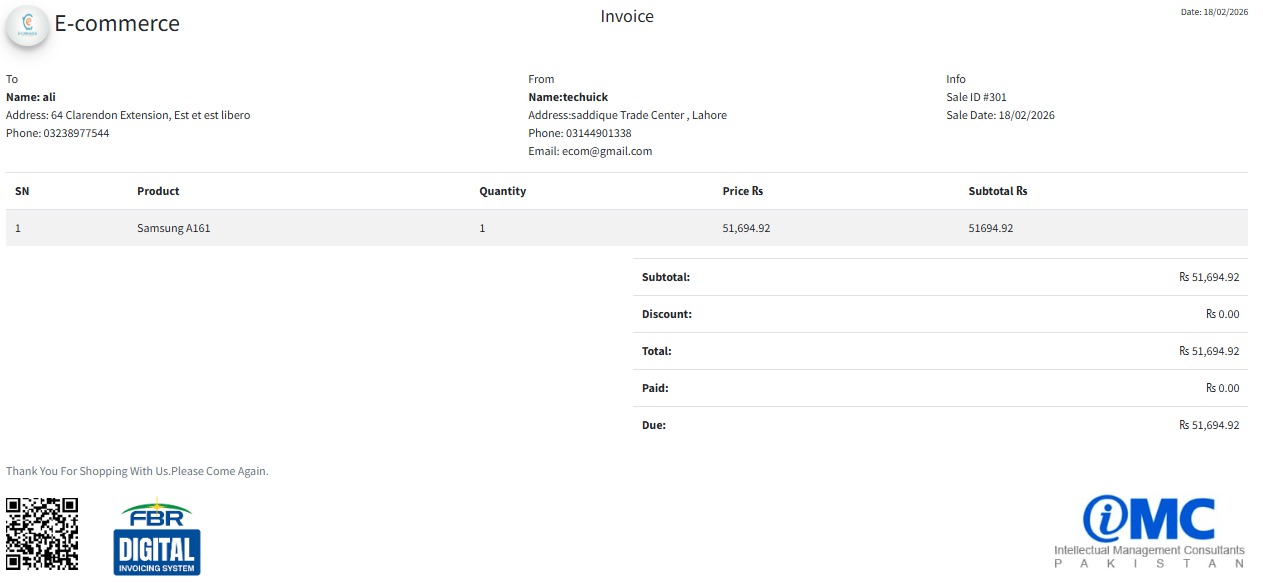 E-commerce
Invoice
Date: 18/02/2026
To
Name: ali
Address: 64 Clarendon Extension, Est et est libero
Phone: 03238977544
From
Name:techuick
Address:saddique Trade Center , Lahore
Phone: 03144901338
Email: ecom@gmail.com
Info
Sale ID #301
Sale Date: 18/02/2026
SN Product Quantity Price ₨ Subtotal ₨
1 Samsung A161 1 51,694.92 51694.92
Subtotal: ₨ 51,694.92
Discount: ₨ 0.00
Total: ₨ 51,694.92
Paid: ₨ 0.00
Due: ₨ 51,694.92
Thank You For Shopping With Us.Please Come Again.
FBR
DIGITAL
INVOICING SYSTEM
iMC
Intellectual Management Consultants
PAKISTAN